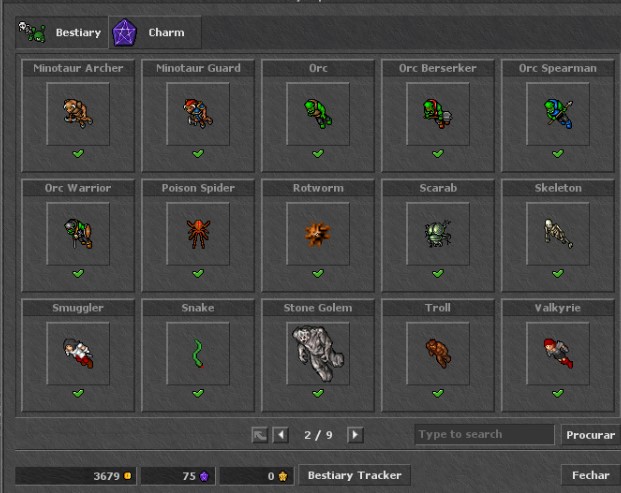 Bestiary Charm
Minotaur Archer Minotaur Guard Orc Orc Berserker Orc Spearman
Orc Warrior Poison Spider Rotworm Scarab Skeleton
Smuggler Snake Stone Golem Troll Valkyrie
2 / 9 Type to search Procurar
3679 75 0 Bestiary Tracker Fechar